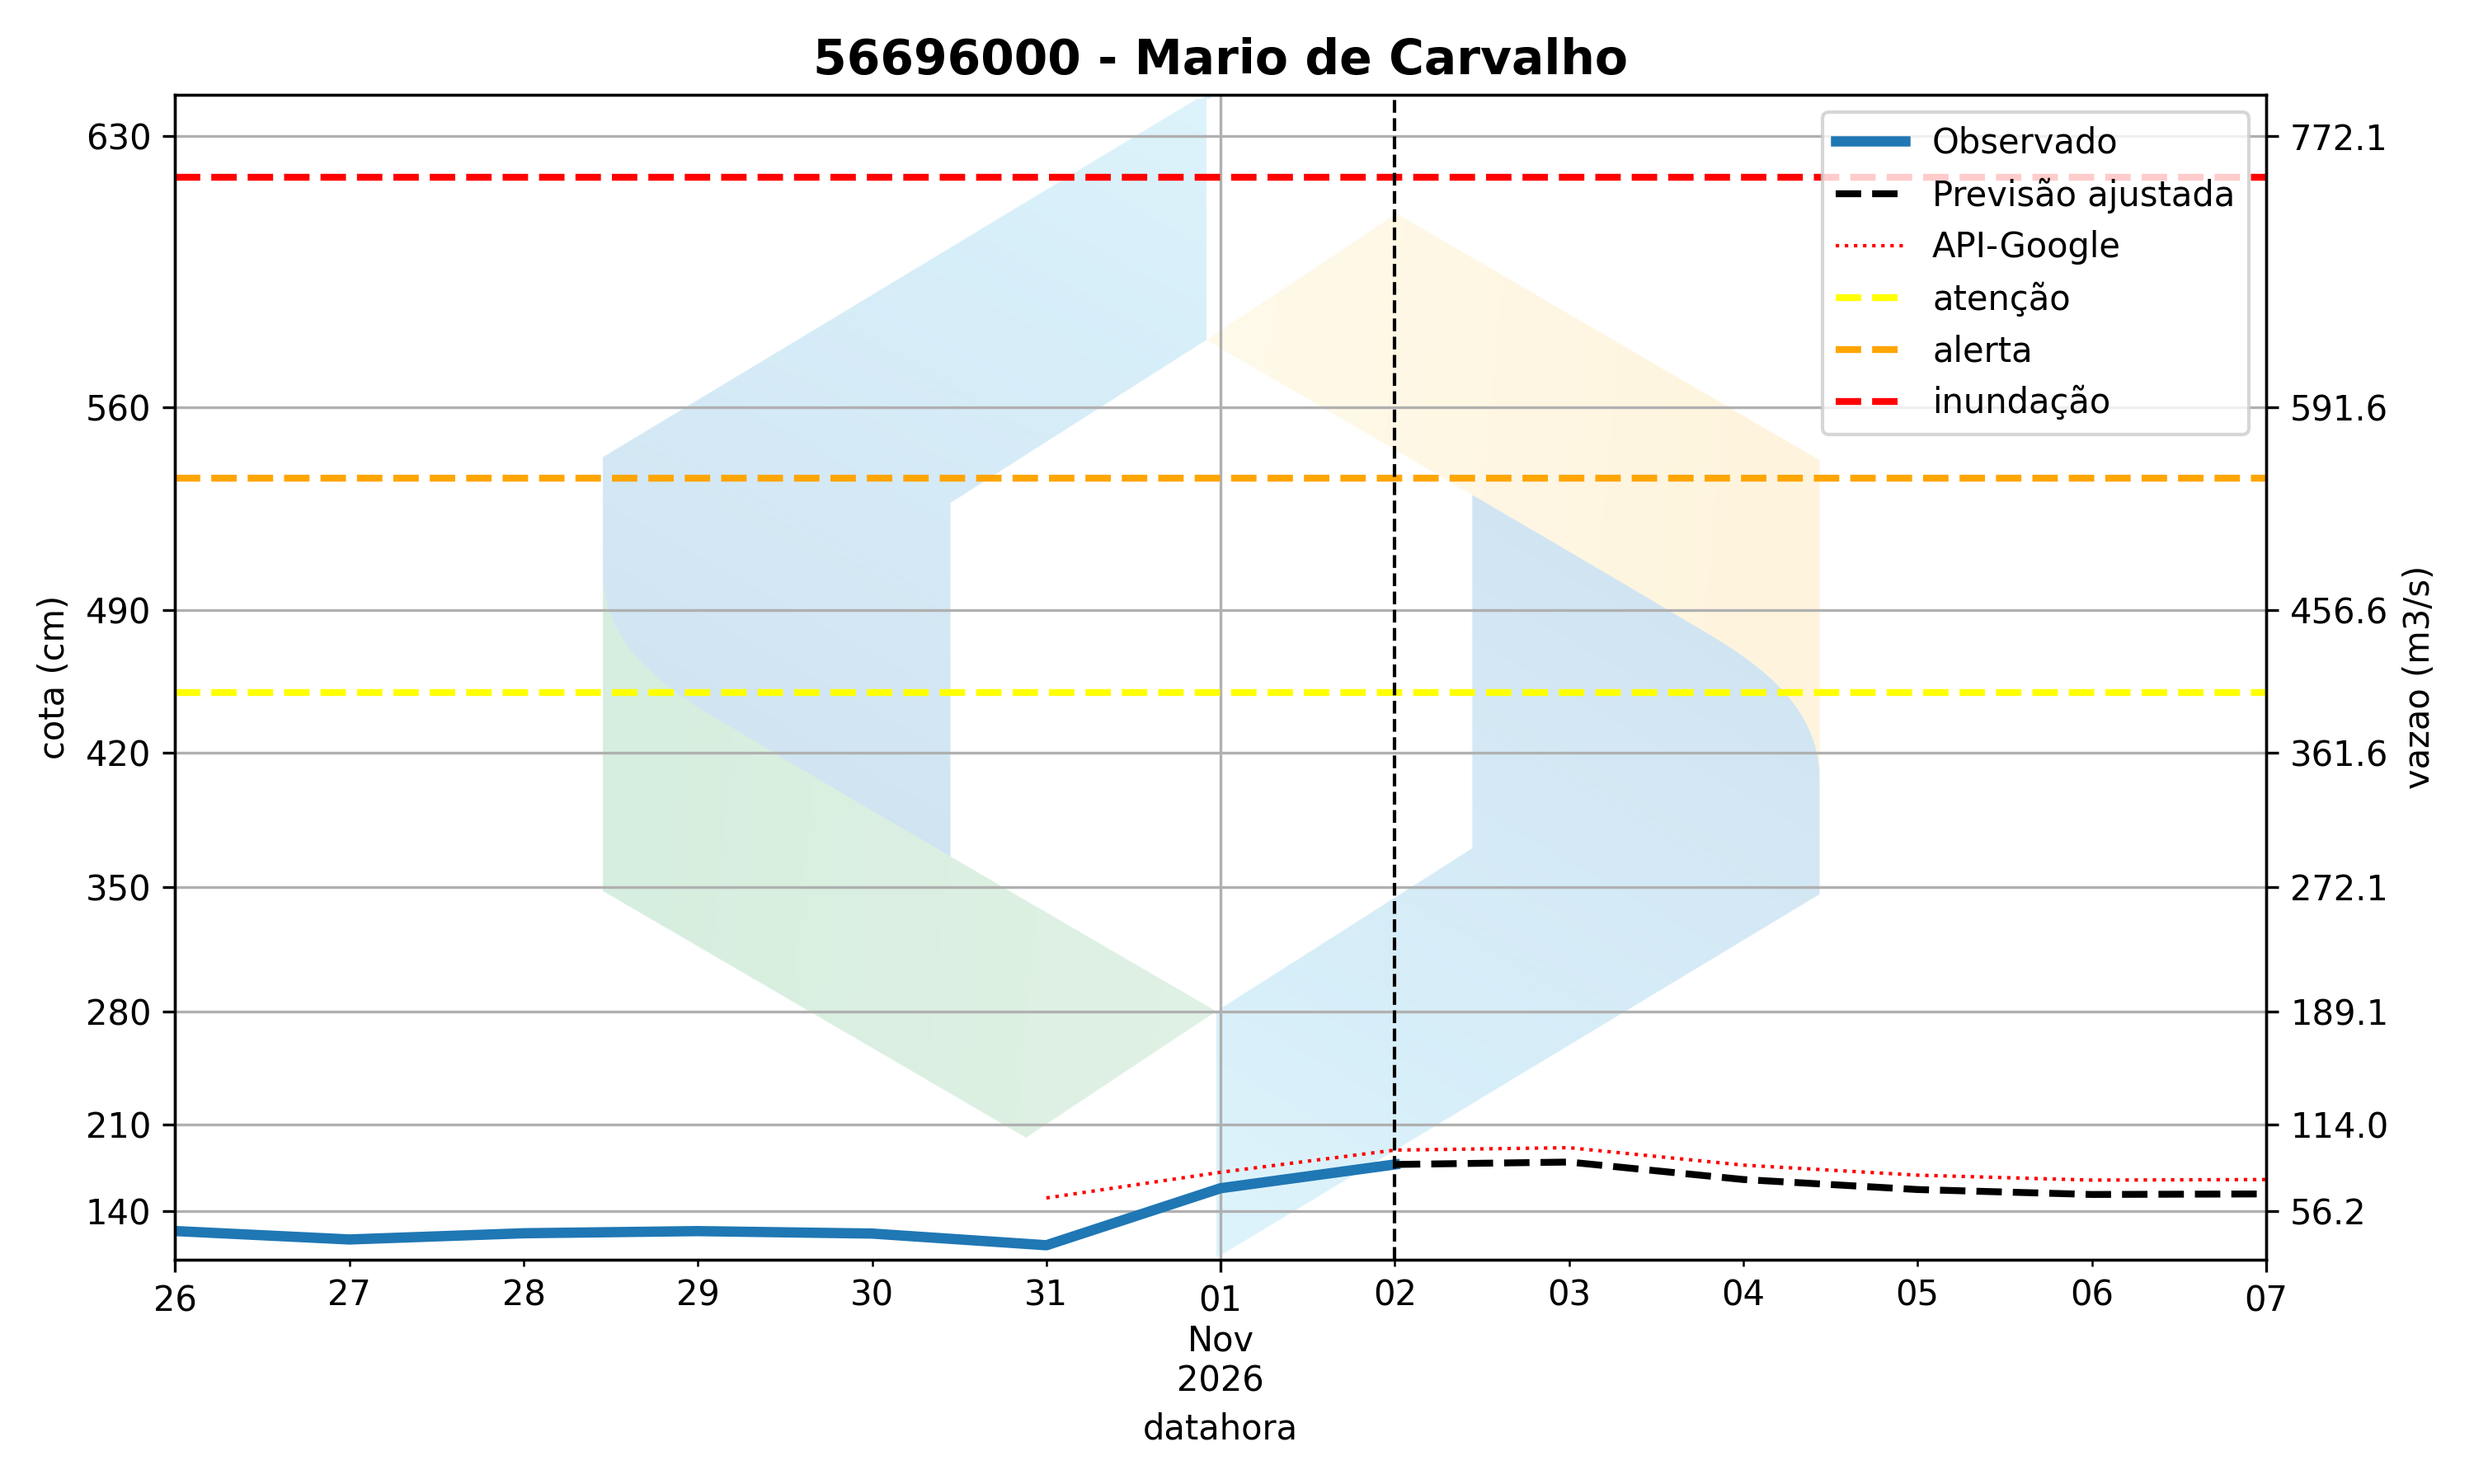 56696000 - Mario de Carvalho
630
560
490
420
350
280
210
140
cota (cm)
772.1
591.6
456.6
361.6
272.1
189.1
114.0
56.2
vazao (m3/s)
Observado
Previsão ajustada
API-Google
atenção
alerta
inundação
26 27 28 29 30 31 01 02 03 04 05 06 07
Nov
2026
datahora